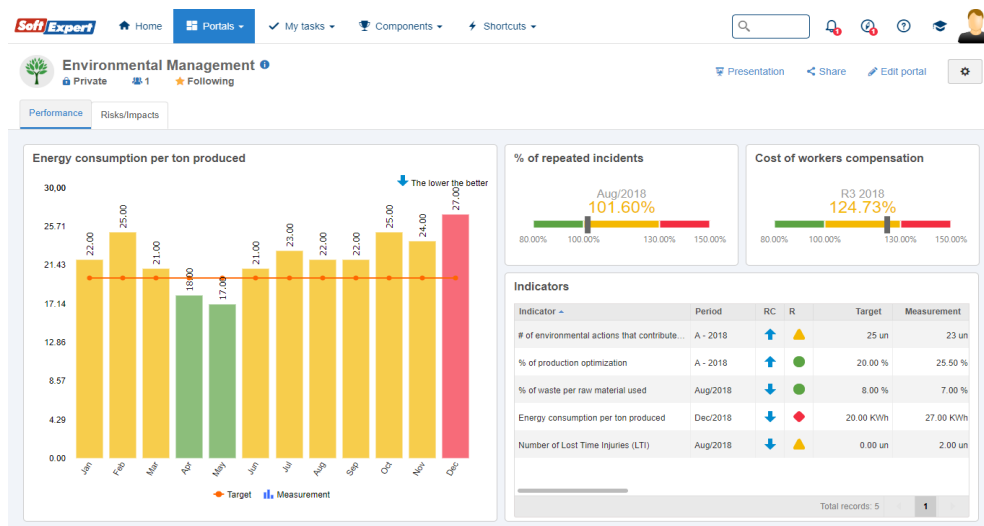 Soft Expert Home Portals My tasks Components Shortcuts 1 1
Environmental Management
Private 1 Following Presentation Share Edit portal
Performance Risks/Impacts
Energy consumption per ton produced
The lower the better
30,00
25.71
21.43
17.14
12.86
8.57
4.29
0.00
22.00 25.00 21.00 18.00 17.00 21.00 23.00 22.00 22.00 25.00 24.00 27.00
Jan Feb Mar Apr May Jun Jul Aug Sep Oct Nov Dec
Target Measurement
% of repeated incidents
Aug/2018
101.60%
80.00% 100.00% 130.00% 150.00%
Cost of workers compensation
R3 2018
124.73%
80.00% 100.00% 130.00% 150.00%
Indicators
Indicator Period RC R Target Measurement
# of environmental actions that contribute... A - 2018 25 un 23 un
% of production optimization A - 2018 20.00 % 25.50 %
% of waste per raw material used Aug/2018 8.00 % 7.00 %
Energy consumption per ton produced Dec/2018 20.00 KWh 27.00 KWh
Number of Lost Time Injuries (LTI) Aug/2018 0.00 un 2.00 un
Total records: 5 1